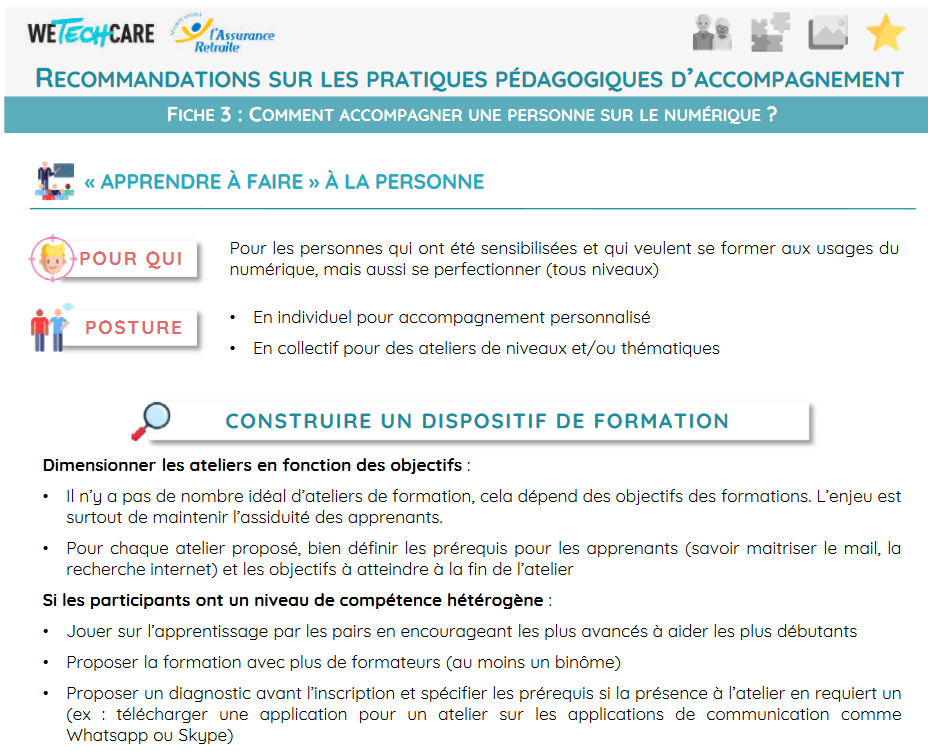 WETECHCARE
SÉCURITÉ SOCIALE
l'Assurance
Retraite
RECOMMANDATIONS SUR LES PRATIQUES PÉDAGOGIQUES D'ACCOMPAGNEMENT
FICHE 3 : COMMENT ACCOMPAGNER UNE PERSONNE SUR LE NUMÉRIQUE ?
« APPRENDRE À FAIRE » À LA PERSONNE
POUR QUI
Pour les personnes qui ont été sensibilisées et qui veulent se former aux usages du
numérique, mais aussi se perfectionner (tous niveaux)
POSTURE
• En individuel pour accompagnement personnalisé
• En collectif pour des ateliers de niveaux et/ou thématiques
CONSTRUIRE UN DISPOSITIF DE FORMATION
Dimensionner les ateliers en fonction des objectifs :
• Il n'y a pas de nombre idéal d'ateliers de formation, cela dépend des objectifs des formations. L'enjeu est
surtout de maintenir l'assiduité des apprenants.
• Pour chaque atelier proposé, bien définir les prérequis pour les apprenants (savoir maitriser le mail, la
recherche internet) et les objectifs à atteindre à la fin de l'atelier
Si les participants ont un niveau de compétence hétérogène :
• Jouer sur l'apprentissage par les pairs en encourageant les plus avancés à aider les plus débutants
• Proposer la formation avec plus de formateurs (au moins un binôme)
• Proposer un diagnostic avant l'inscription et spécifier les prérequis si la présence à l'atelier en requiert un
(ex : télécharger une application pour un atelier sur les applications de communication comme
Whatsapp ou Skype)